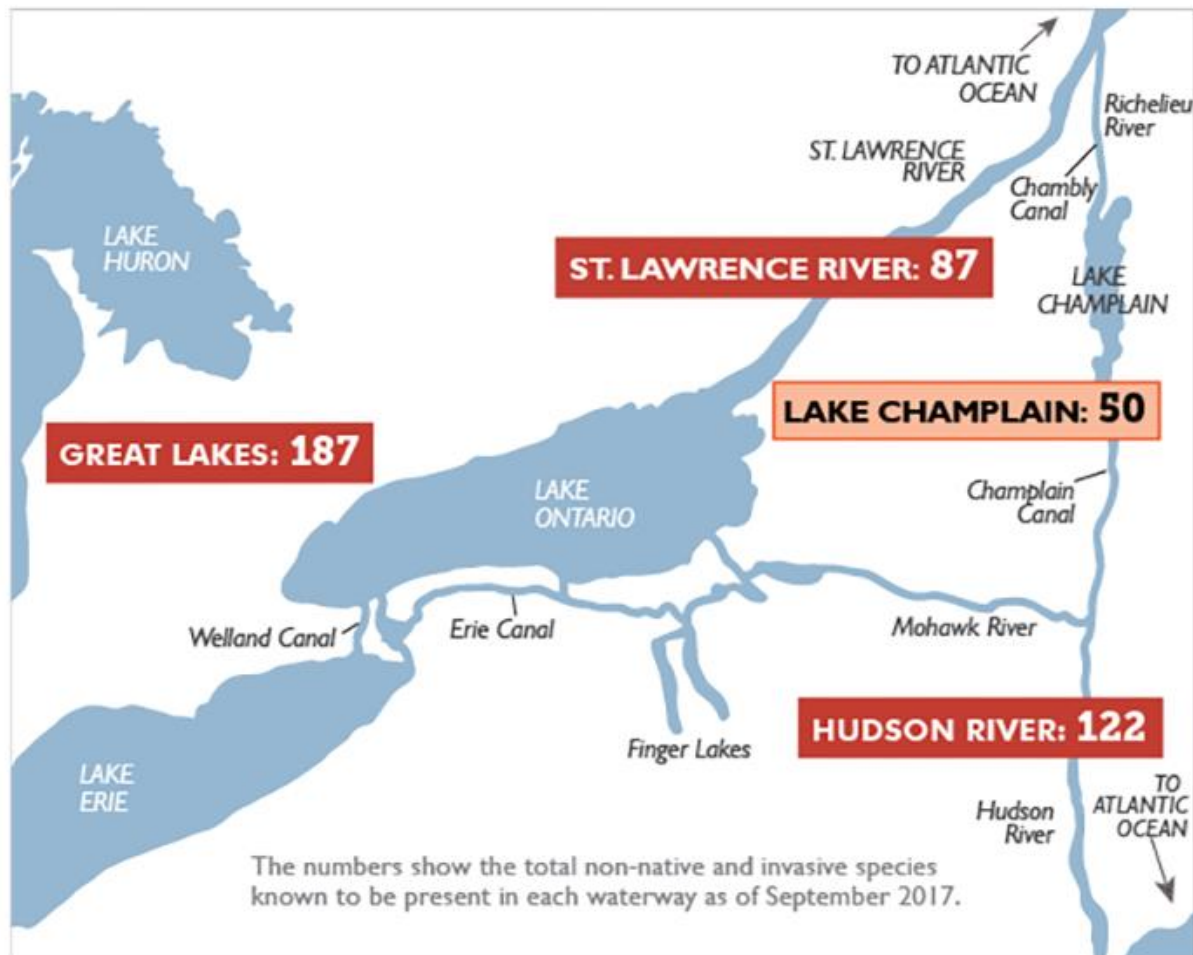 TO ATLANTIC
OCEAN
Richelieu
River
ST. LAWRENCE
RIVER
Chambly
Canal
LAKE
HURON
ST. LAWRENCE RIVER: 87
LAKE
CHAMPLAIN
LAKE CHAMPLAIN: 50
GREAT LAKES: 187
LAKE
ONTARIO
Champlain
Canal
Welland Canal
Erie Canal
Mohawk River
HUDSON RIVER: 122
Finger Lakes
LAKE
ERIE
TO
ATLANTIC
OCEAN
Hudson
River
The numbers show the total non-native and invasive species
known to be present in each waterway as of September 2017.